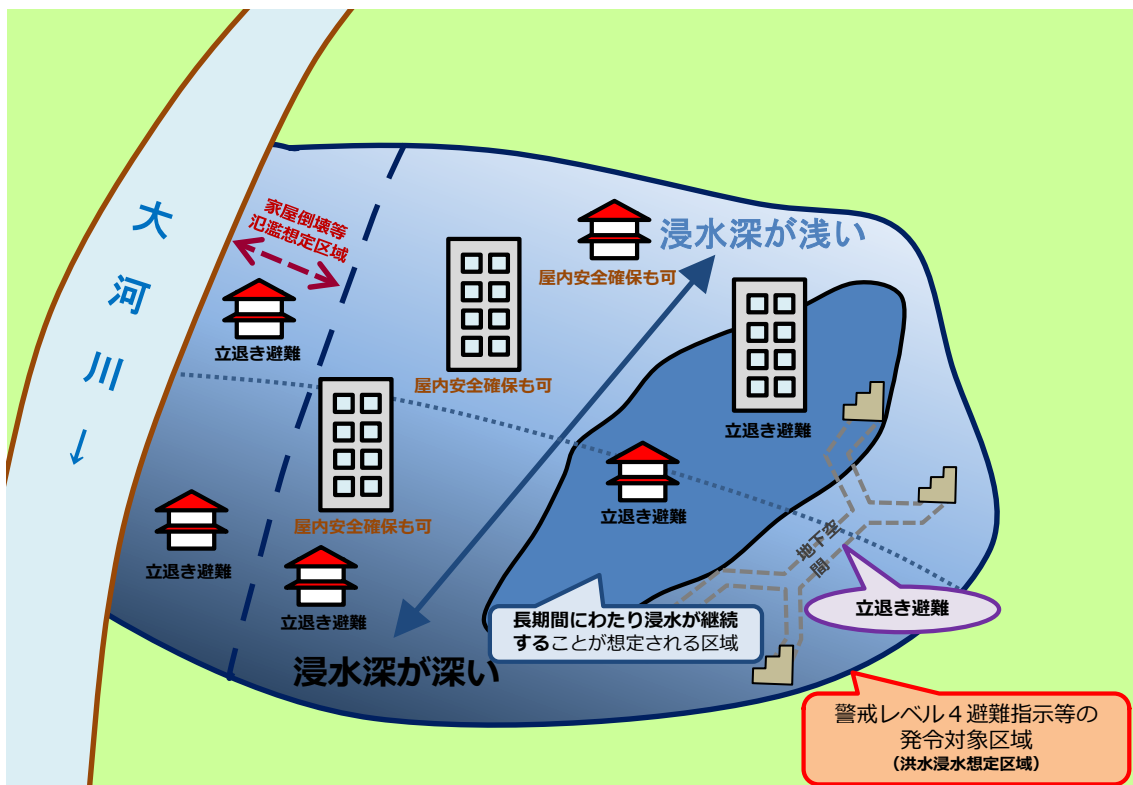 大河川↓
家屋倒壊等
氾濫想定区域
浸水深が浅い
屋内安全確保も可
立退き避難
屋内安全確保も可
立退き避難
屋内安全確保も可
立退き避難
立退き避難
立退き避難
地下空
間
立退き避難
長期間にわたり浸水が継続
することが想定される区域
浸水深が深い
警戒レベル4避難指示等の
発令対象区域
(洪水浸水想定区域)